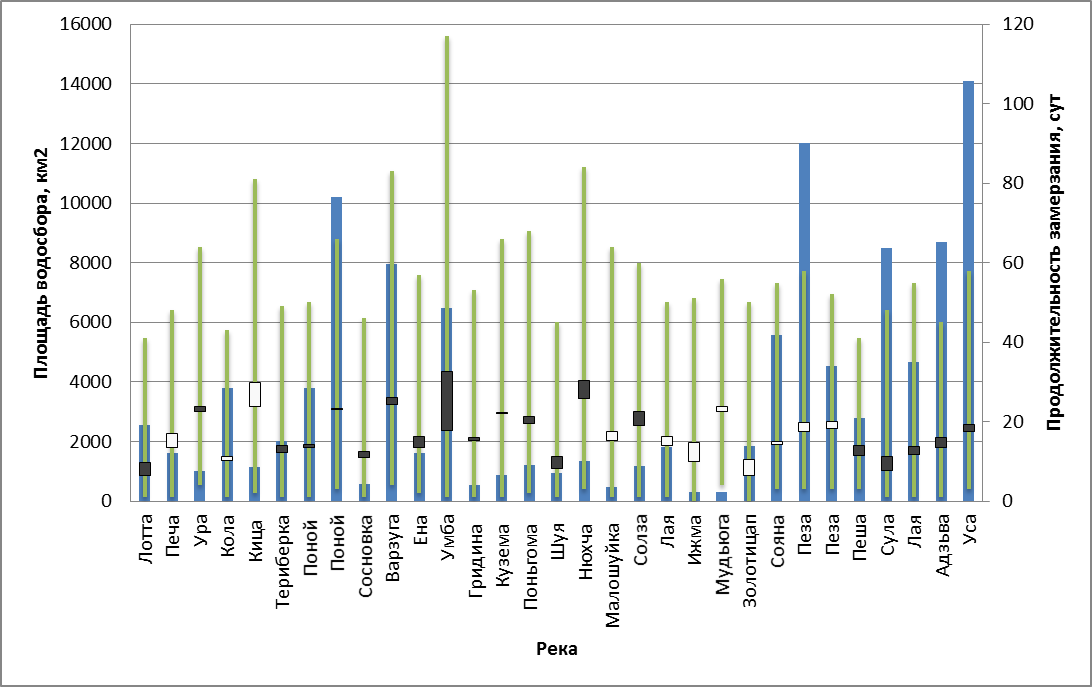 16000
14000
12000
10000
8000
6000
4000
2000
0
Площадь водосбора, км2
120
100
80
60
40
20
0
Продолжительность замерзания, сут
Лотта
Печа
Ура
Кола
Кица
Териберка
Поной
Поной
Сосновка
Варзуга
Ена
Умба
Гридина
Кузема
Поньгома
Шуя
Нюхча
Малошуйка
Солза
Лая
Ижма
Мудьюга
Золотицап
Сояна
Пеза
Пеза
Пеша
Сула
Лая
Адзьва
Уса
Река